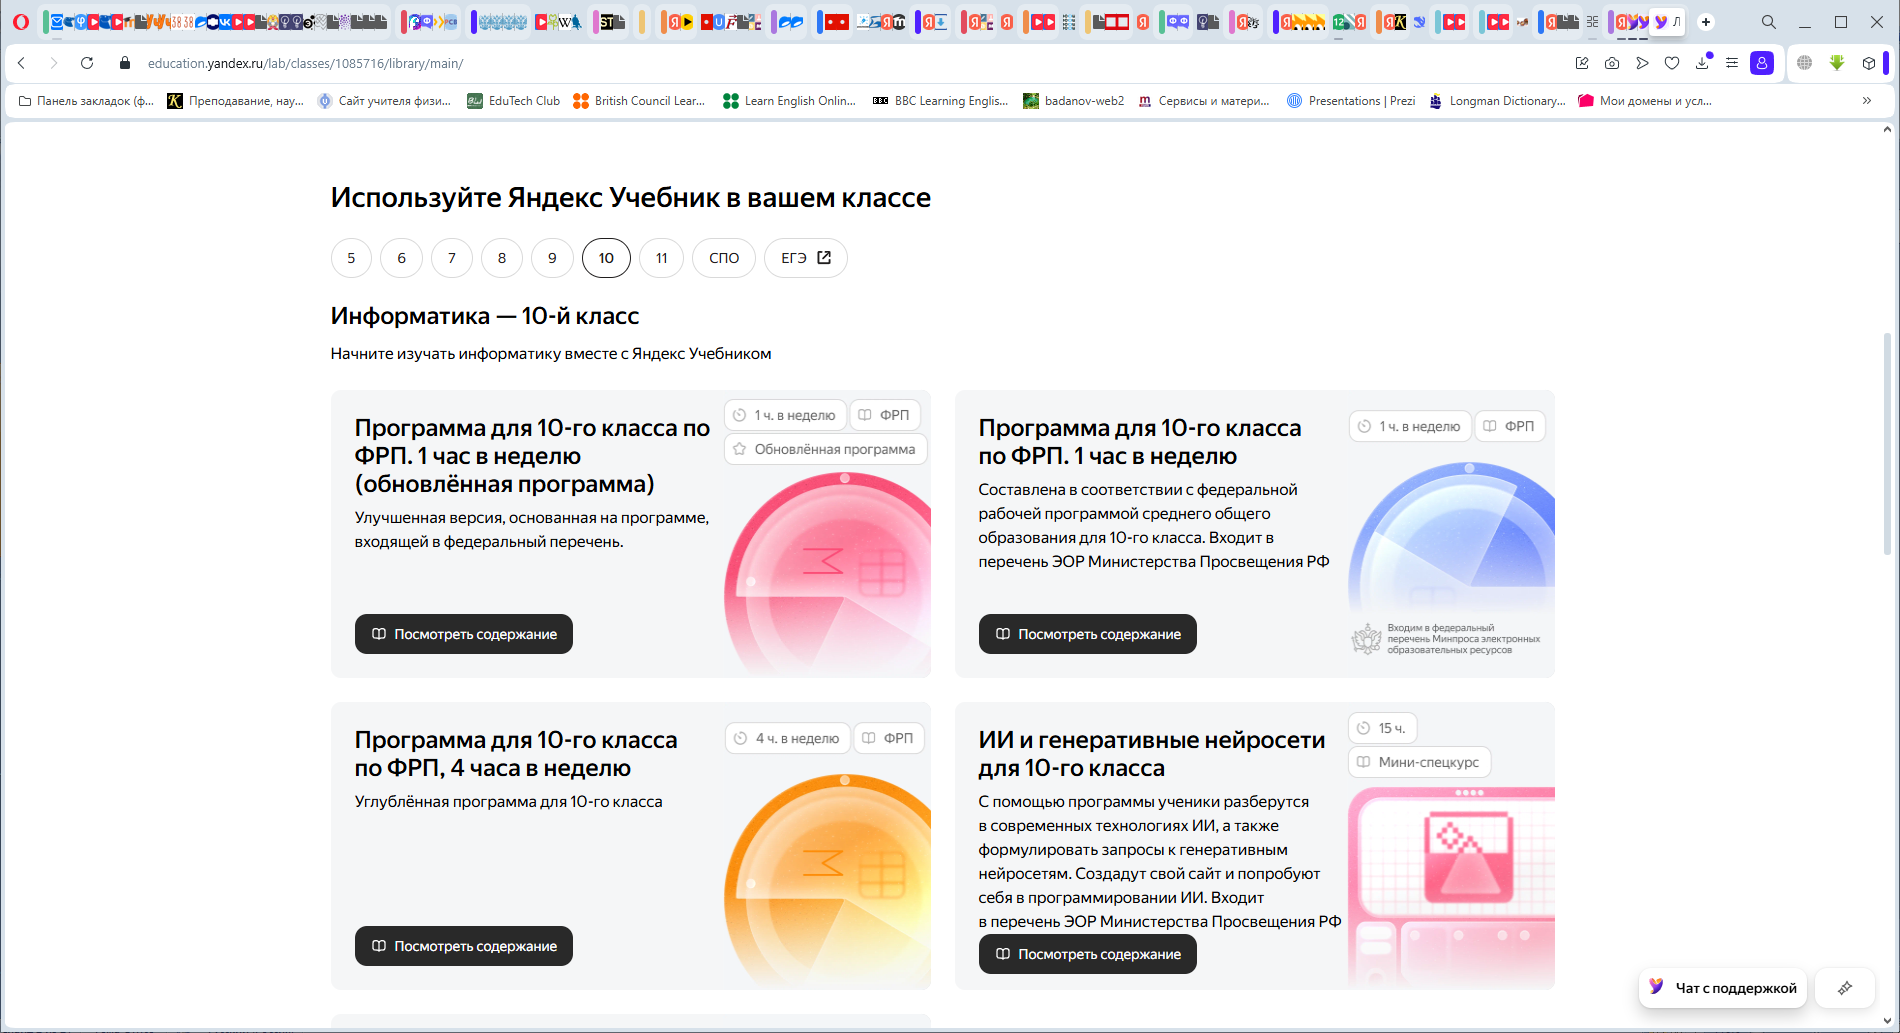 education.yandex.ru/lab/classes/1085716/library/main/
Панель закладок (ф...
Преподавание, нау...
Сайт учителя физи...
EduTech Club
British Council Lear...
Learn English Onlin...
BBC Learning Englis...
badanov-web2
Сервисы и матери...
Presentations | Prezi
Longman Dictionary...
Мои домены и усл...
Используйте Яндекс Учебник в вашем классе
5 6 7 8 9 10 11 СПО ЕГЭ
Информатика — 10-й класс
Начните изучать информатику вместе с Яндекс Учебником
1 ч. в неделю ФРП
Обновлённая программа
Программа для 10-го класса по
ФРП. 1 час в неделю
(обновлённая программа)
Улучшенная версия, основанная на программе,
входящей в федеральный перечень.
Посмотреть содержание
1 ч. в неделю ФРП
Программа для 10-го класса
по ФРП. 1 час в неделю
Составлена в соответствии с федеральной
рабочей программой среднего общего
образования для 10-го класса. Входит в
перечень ЭОР Министерства Просвещения РФ
Посмотреть содержание
Входим в федеральный
перечень Минпроса электронных
образовательных ресурсов
4 ч. в неделю ФРП
Программа для 10-го класса
по ФРП, 4 часа в неделю
Углублённая программа для 10-го класса
Посмотреть содержание
15 ч.
Мини-спецкурс
ИИ и генеративные нейросети
для 10-го класса
С помощью программы ученики разберутся
в современных технологиях ИИ, а также
формулировать запросы к генеративным
нейросетям. Создадут свой сайт и попробуют
себя в программировании ИИ. Входит
в перечень ЭОР Министерства Просвещения РФ
Посмотреть содержание
Чат с поддержкой